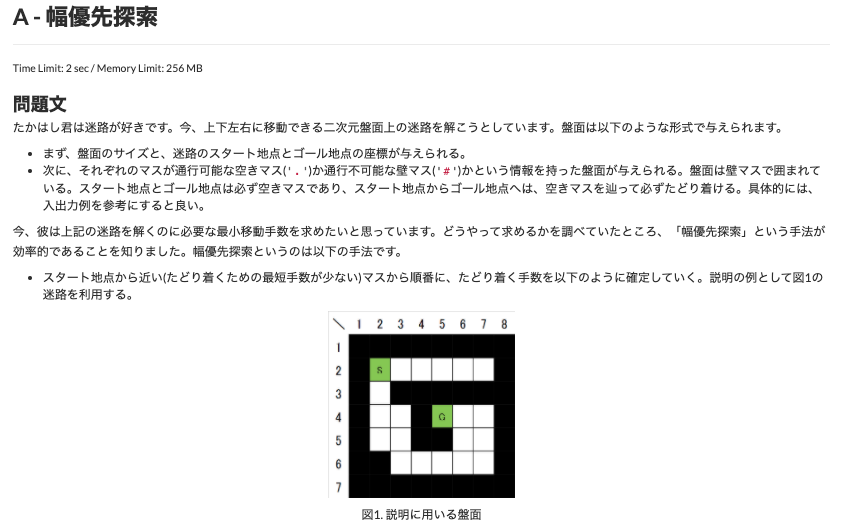 A - 幅優先探索
Time Limit: 2 sec / Memory Limit: 256 MB
問題文
たかはし君は迷路が好きです。今、上下左右に移動できる二次元盤面上の迷路を解こうとしています。盤面は以下のような形式で与えられます。
• まず、盤面のサイズと、迷路のスタート地点とゴール地点の座標が与えられる。
• 次に、それぞれのマスが通行可能な空きマス('.')か通行不可能な壁マス('#')かという情報を持った盤面が与えられる。盤面は壁マスで囲まれて
いる。スタート地点とゴール地点は必ず空きマスであり、スタート地点からゴール地点へは、空きマスを辿って必ずたどり着ける。具体的には、
入出力例を参考にすると良い。
今、彼は上記の迷路を解くのに必要な最小移動手数を求めたいと思っています。どうやって求めるかを調べていたところ、「幅優先探索」という手法が
効率的であることを知りました。幅優先探索というのは以下の手法です。
• スタート地点から近い(たどり着くための最短手数が少ない)マスから順番に、たどり着く手数を以下のように確定していく。説明の例として図1の
迷路を利用する。
＼ 1 2 3 4 5 6 7 8
1
2 S
3
4 G
5
6
7
図1. 説明に用いる盤面